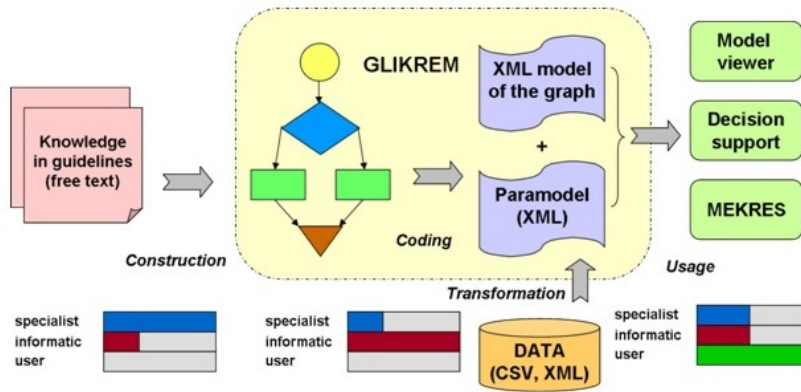 GLIKREM
Knowledge
in guidelines
(free text)
XML model
of the graph
+
Paramodel
(XML)
Model
viewer
Decision
support
MEKRES
Construction
Coding
Transformation
Usage
specialist
informatic
user
specialist
informatic
user
DATA
(CSV, XML)
specialist
informatic
user